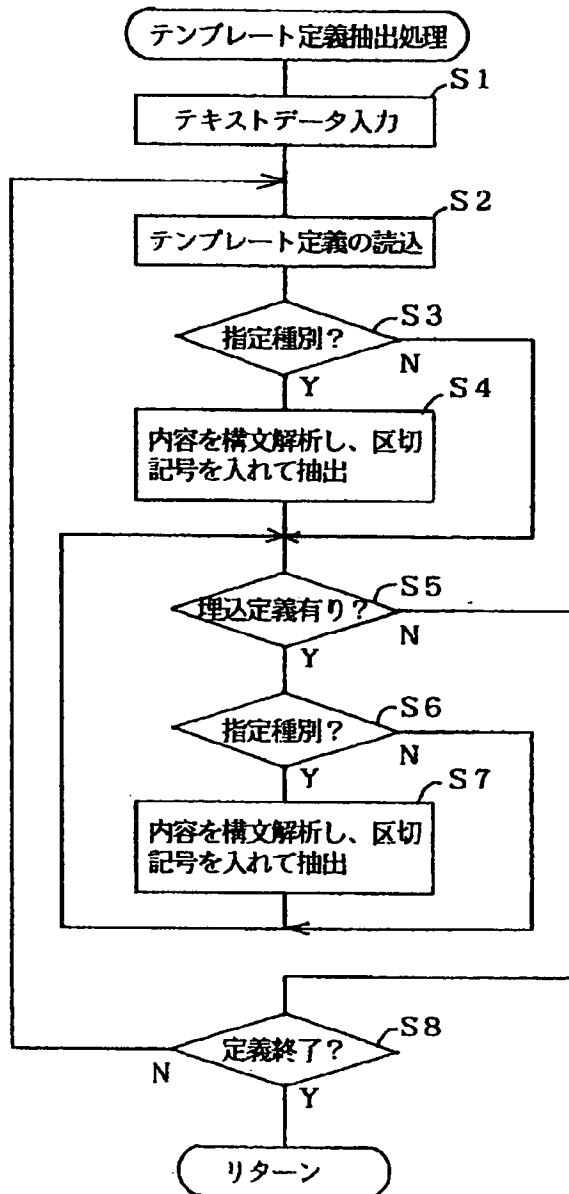 テンプレート定義抽出処理
S1
テキストデータ入力
S2
テンプレート定義の読込
S3
指定種別?
N
Y
S4
内容を構文解析し、区切
記号を入れて抽出
S5
埋込定義有り?
N
Y
S6
指定種別?
N
Y
S7
内容を構文解析し、区切
記号を入れて抽出
S8
定義終了?
N
Y
リターン